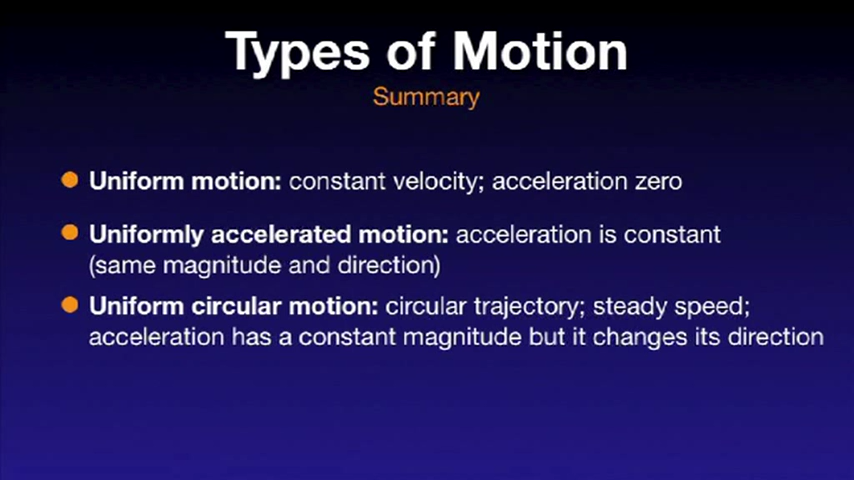 Types of Motion
Summary
Uniform motion: constant velocity; acceleration zero
Uniformly accelerated motion: acceleration is constant
(same magnitude and direction)
Uniform circular motion: circular trajectory; steady speed;
acceleration has a constant magnitude but it changes its direction